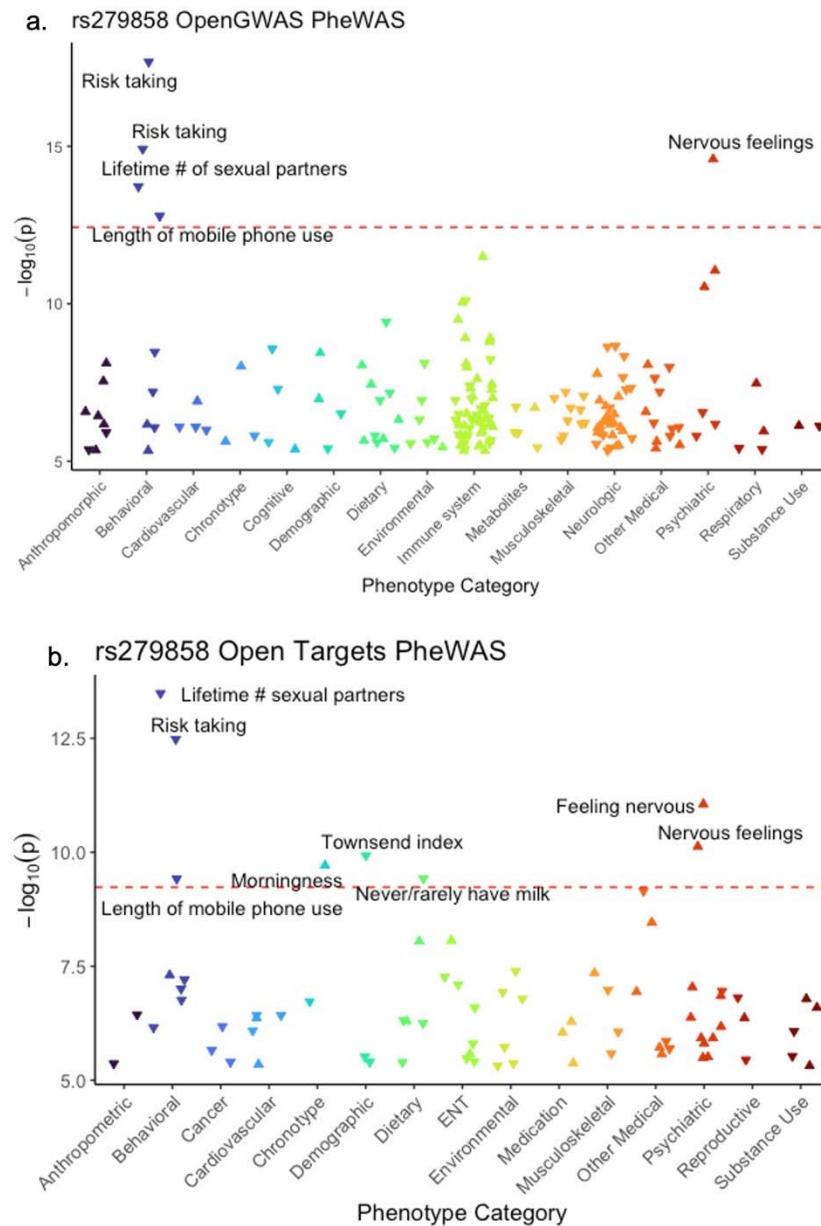 a. rs279858 OpenGWAS PheWAS
Risk taking
Risk taking
Nervous feelings
Lifetime # of sexual partners
Length of mobile phone use
15
10
5
−log10(p)
Anthropomorphic
Behavioral
Cardiovascular
Chronotype
Cognitive
Demographic
Dietary
Environmental
Immune system
Metabolites
Musculoskeletal
Neurologic
Other Medical
Psychiatric
Respiratory
Substance Use
Phenotype Category
b. rs279858 Open Targets PheWAS
Lifetime # sexual partners
Risk taking
Feeling nervous
Nervous feelings
Townsend index
Morningness
Never/rarely have milk
Length of mobile phone use
12.5
10.0
7.5
5.0
−log10(p)
Anthropometric
Behavioral
Cancer
Cardiovascular
Chronotype
Demographic
Dietary
ENT
Environmental
Medication
Musculoskeletal
Other Medical
Psychiatric
Reproductive
Substance Use
Phenotype Category